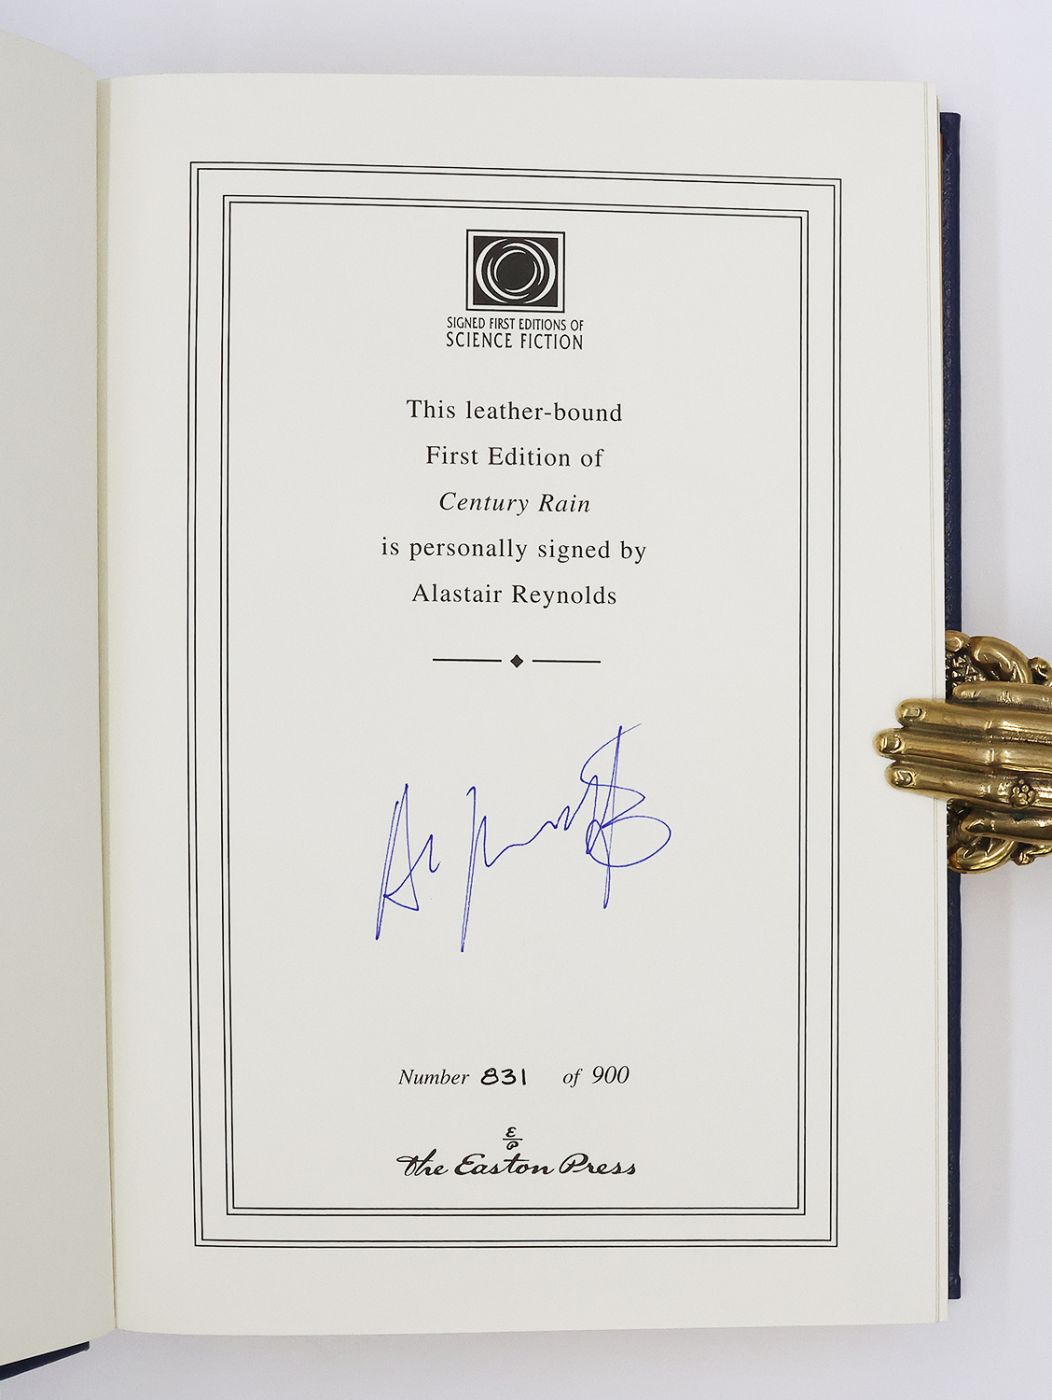 SIGNED FIRST EDITIONS OF
SCIENCE FICTION
This leather-bound
First Edition of
Century Rain
is personally signed by
Alastair Reynolds
Number 831 of 900
E
P
The Easton Press